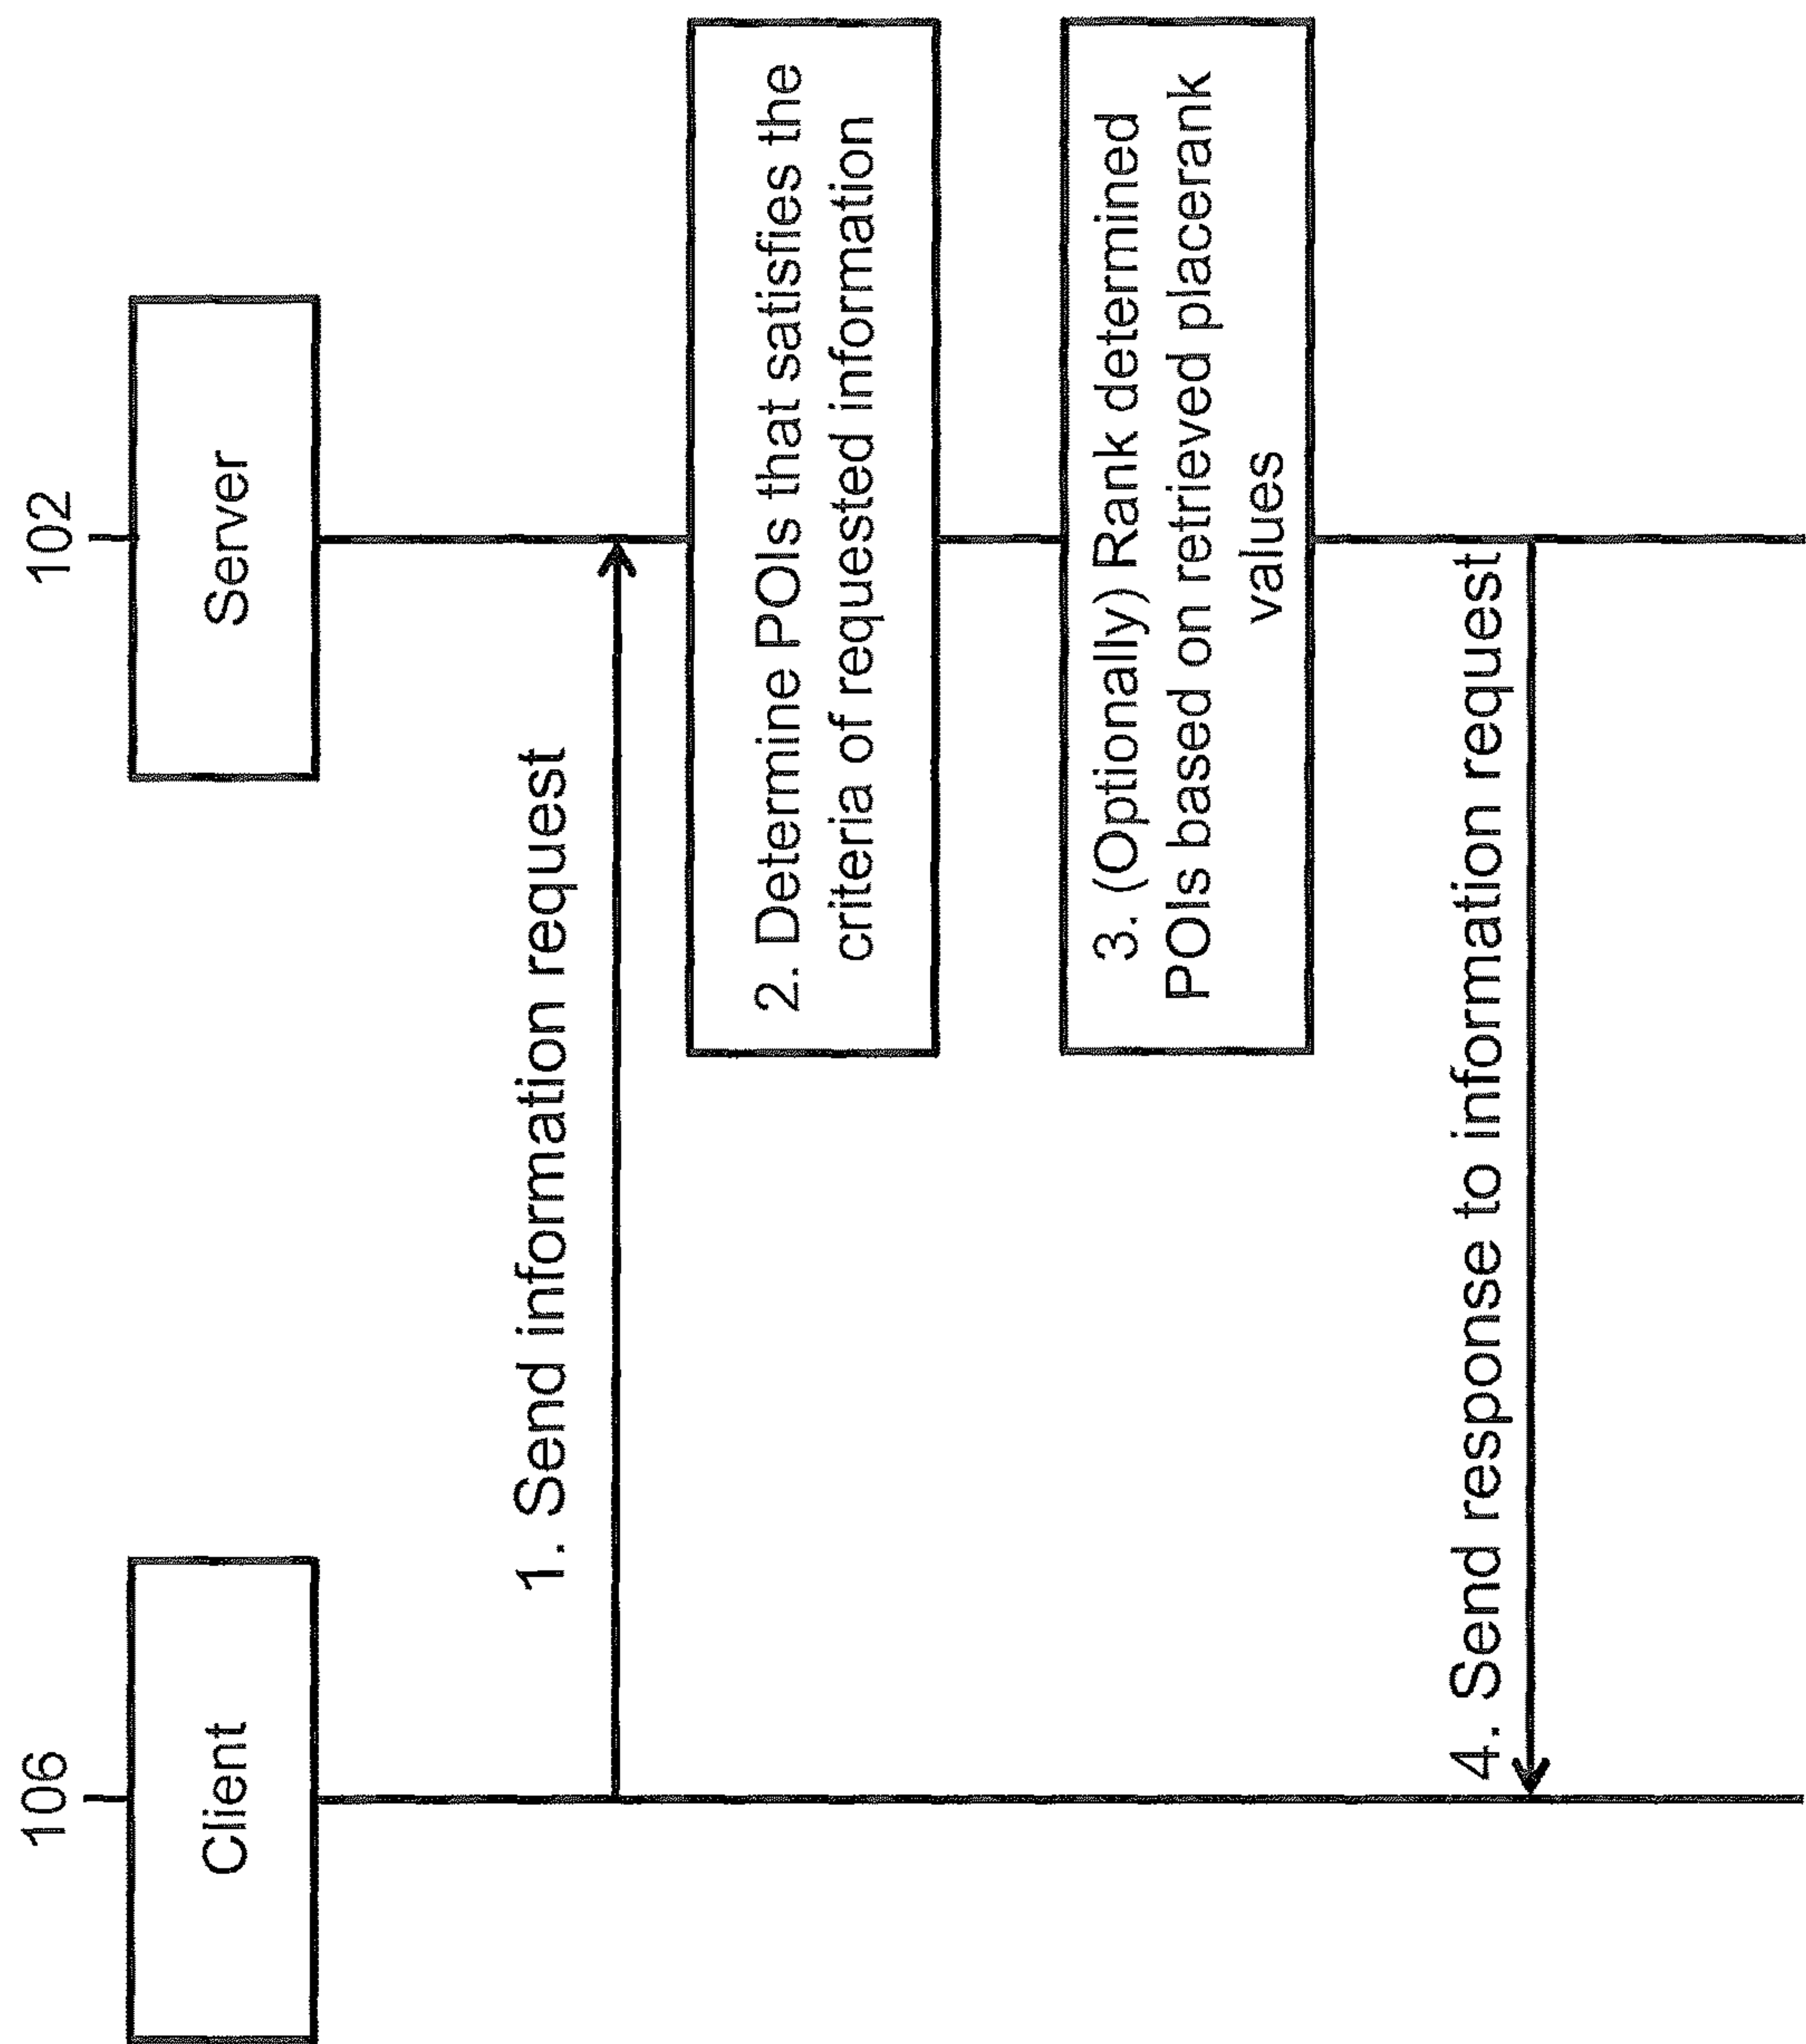 106
Client
102
Server
1. Send information request
2. Determine POIs that satisfies the
criteria of requested information
3. (Optionally) Rank determined
POIs based on retrieved placerank
values
4. Send response to information request